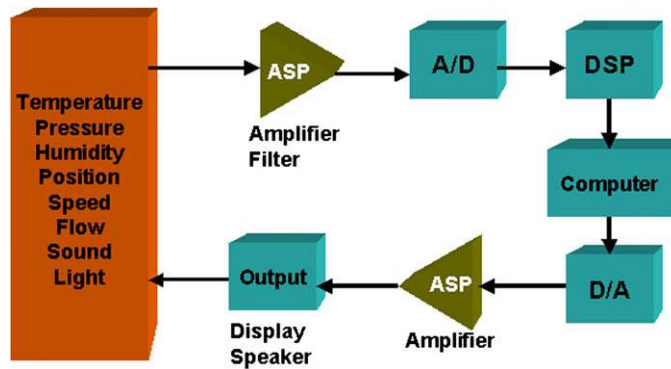 Temperature
Pressure
Humidity
Position
Speed
Flow
Sound
Light
ASP
Amplifier
Filter
A/D
DSP
Computer
D/A
ASP
Amplifier
Output
Display
Speaker